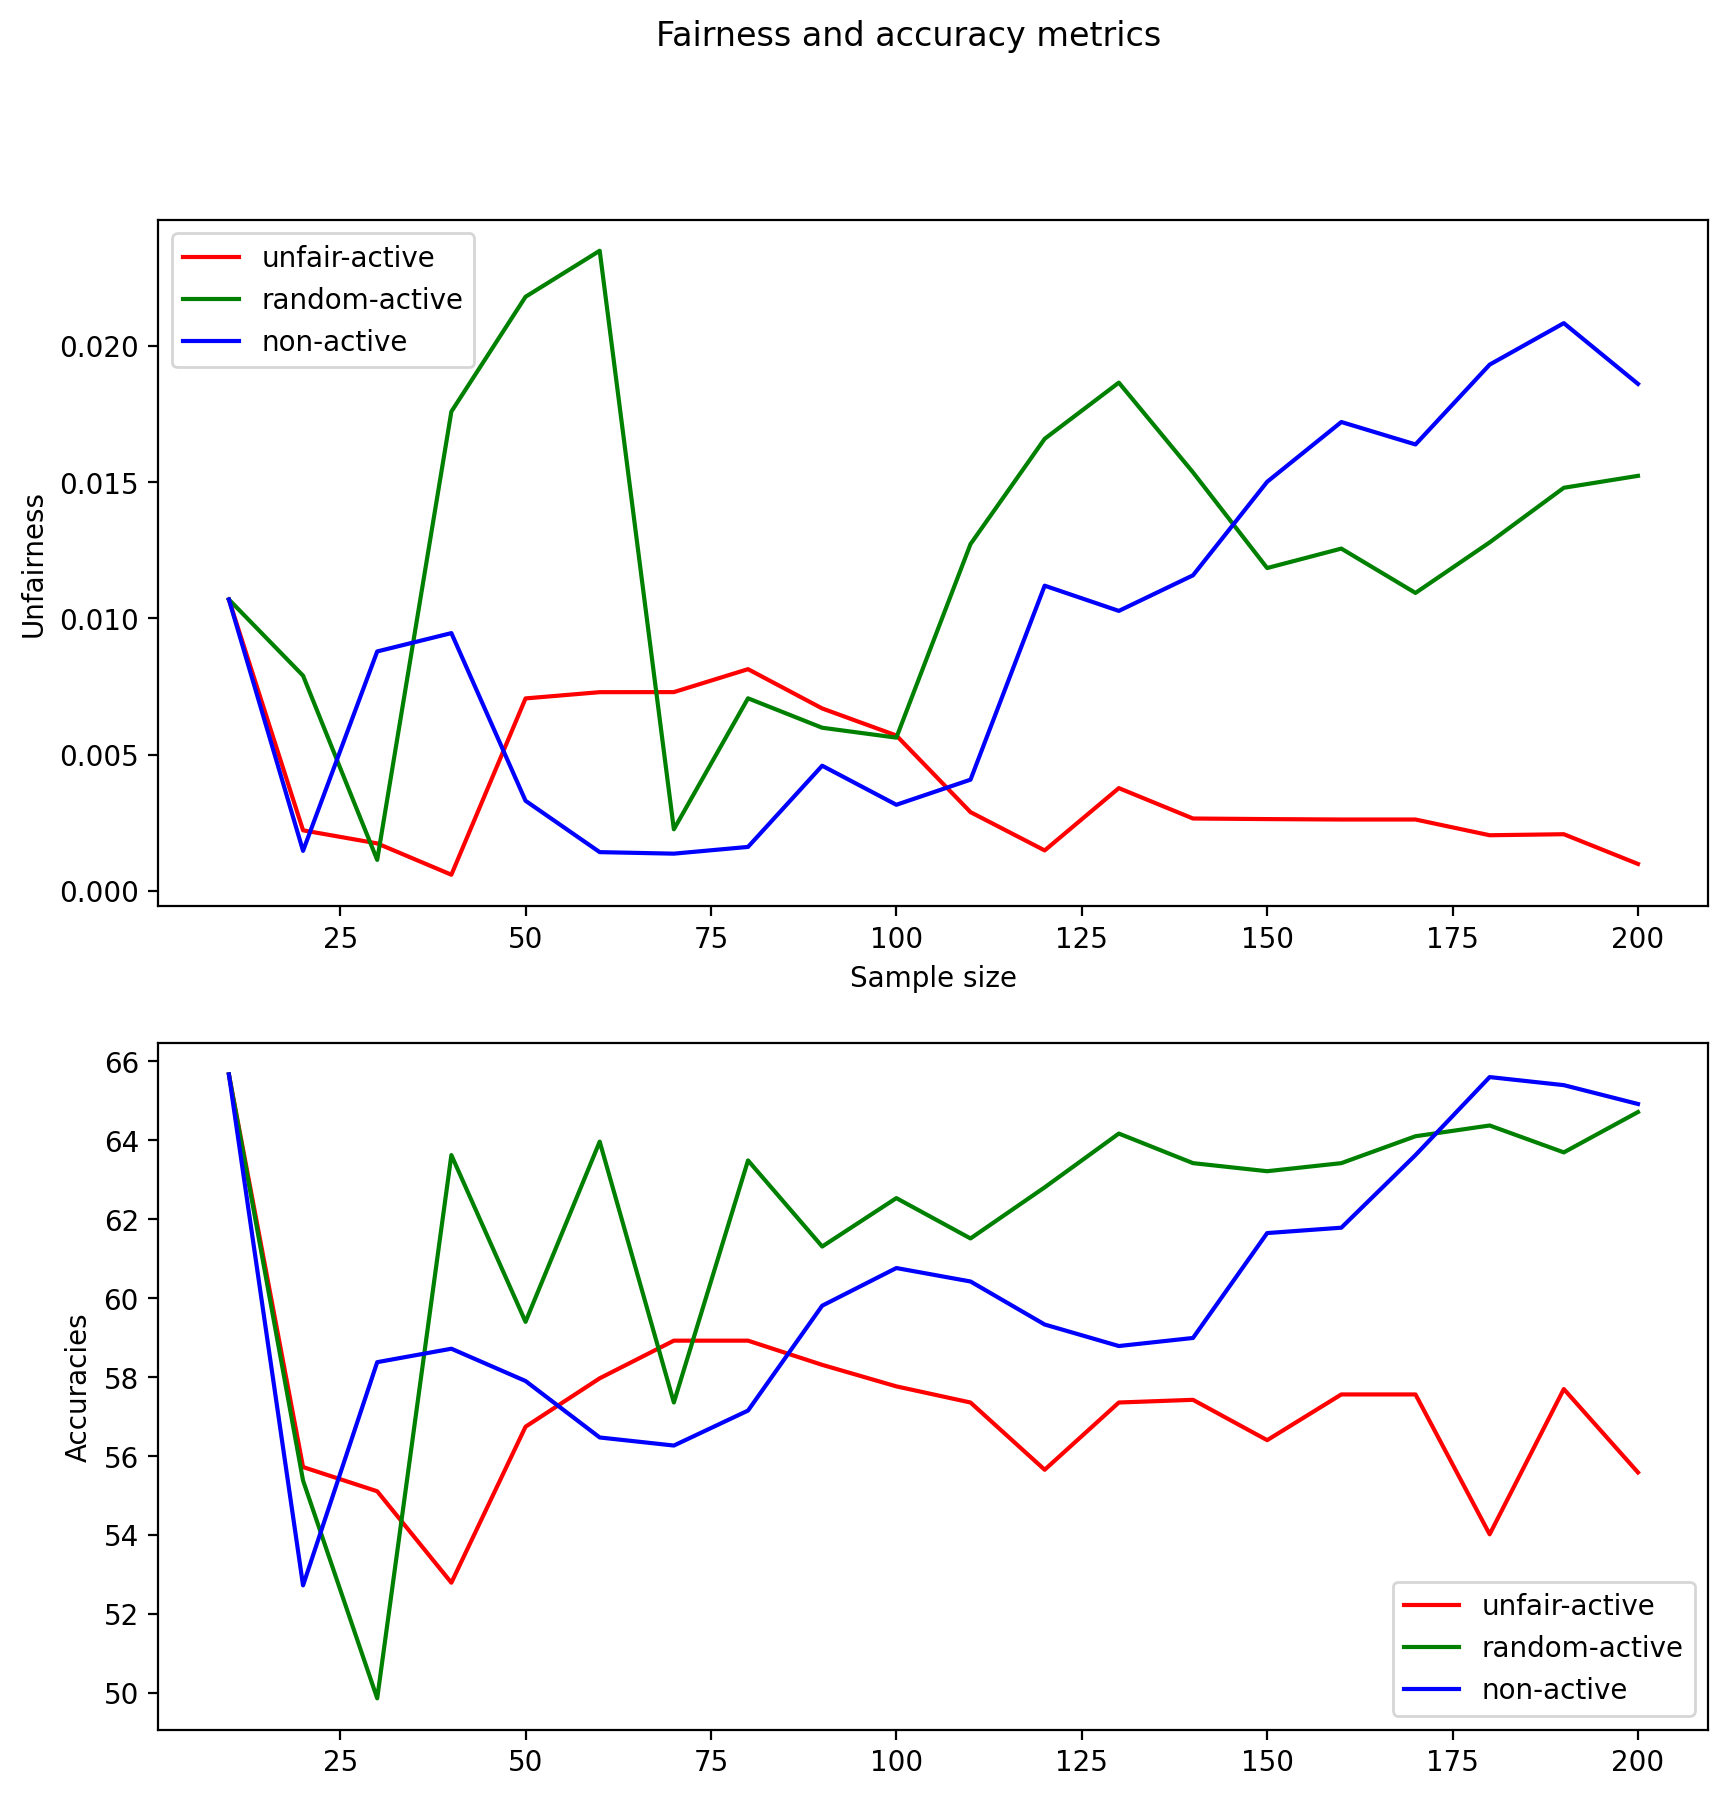 Fairness and accuracy metrics
unfair-active
random-active
non-active
Unfairness
0.020
0.015
0.010
0.005
0.000
25 50 75 100 125 150 175 200
Sample size
Accuracies
66
64
62
60
58
56
54
52
50
unfair-active
random-active
non-active
25 50 75 100 125 150 175 200